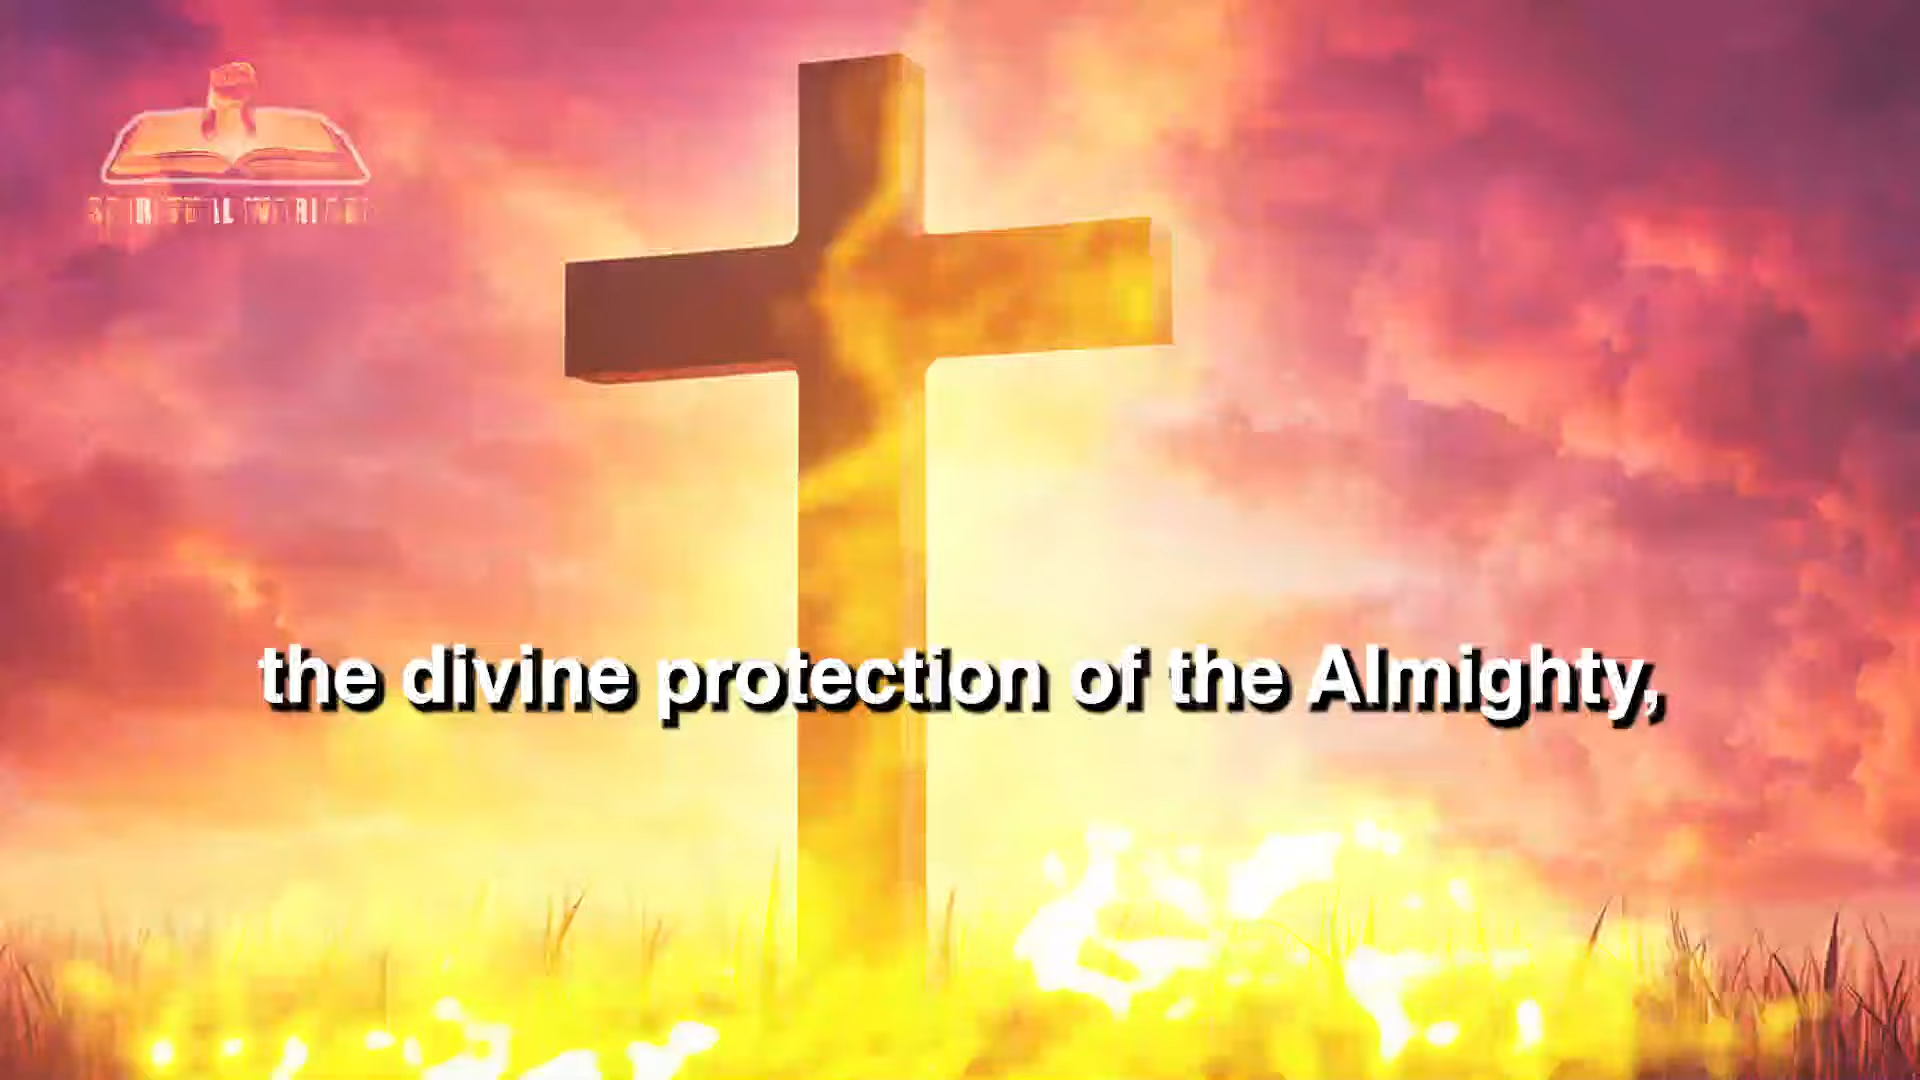 the divine protection of the Almighty,